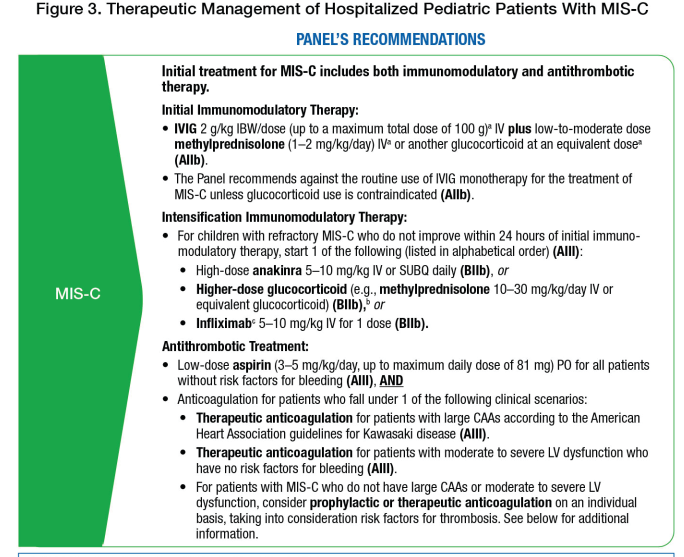 Figure 3. Therapeutic Management of Hospitalized Pediatric Patients With MIS-C
PANEL'S RECOMMENDATIONS
MIS-C
Initial treatment for MIS-C includes both immunomodulatory and antithrombotic
therapy.
Initial Immunomodulatory Therapy:
• IVIG 2 g/kg IBW/dose (up to a maximum total dose of 100 g)ᵃ IV plus low-to-moderate dose
methylprednisolone (1–2 mg/kg/day) IVᵃ or another glucocorticoid at an equivalent doseᵃ
(AIIb).
• The Panel recommends against the routine use of IVIG monotherapy for the treatment of
MIS-C unless glucocorticoid use is contraindicated (AIIb).
Intensification Immunomodulatory Therapy:
• For children with refractory MIS-C who do not improve within 24 hours of initial immuno-
modulatory therapy, start 1 of the following (listed in alphabetical order) (AIII):
• High-dose anakinra 5–10 mg/kg IV or SUBQ daily (BIIb), or
• Higher-dose glucocorticoid (e.g., methylprednisolone 10–30 mg/kg/day IV or
equivalent glucocorticoid) (BIIb),ᵇ or
• Infliximabᶜ 5–10 mg/kg IV for 1 dose (BIIb).
Antithrombotic Treatment:
• Low-dose aspirin (3–5 mg/kg/day, up to maximum daily dose of 81 mg) PO for all patients
without risk factors for bleeding (AIII), AND
• Anticoagulation for patients who fall under 1 of the following clinical scenarios:
• Therapeutic anticoagulation for patients with large CAAs according to the American
Heart Association guidelines for Kawasaki disease (AIII).
• Therapeutic anticoagulation for patients with moderate to severe LV dysfunction who
have no risk factors for bleeding (AIII).
• For patients with MIS-C who do not have large CAAs or moderate to severe LV
dysfunction, consider prophylactic or therapeutic anticoagulation on an individual
basis, taking into consideration risk factors for thrombosis. See below for additional
information.